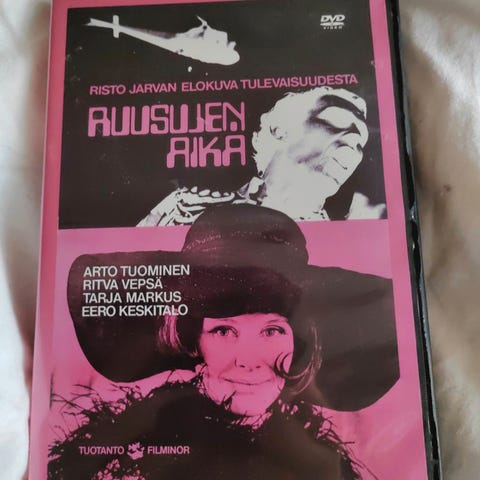 DVD
VIDEO
RISTO JARVAN ELOKUVA TULEVAISUUDESTA
RUUSUJEN
AIKA
ARTO TUOMINEN
RITVA VEPSÄ
TARJA MARKUS
EERO KESKITALO
TUOTANTO FILMINOR